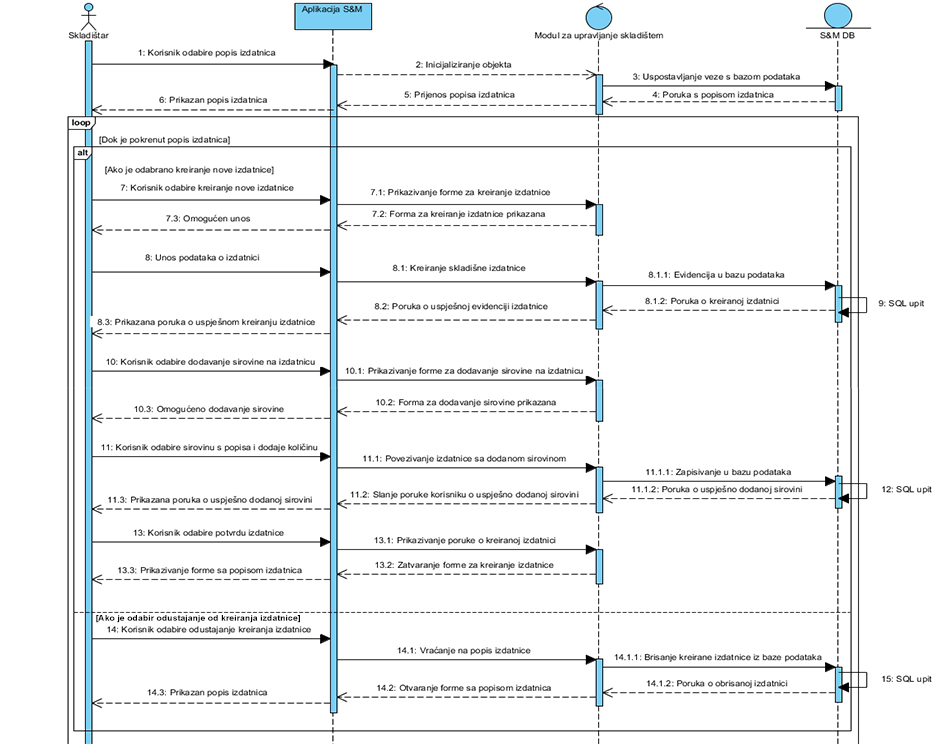 Skladištar
Aplikacija S&M
Modul za upravljanje skladištem
S&M DB
1: Korisnik odabire popis izdatnica
2: Inicijaliziranje objekta
3: Uspostavljanje veze s bazom podataka
4: Poruka s popisom izdatnica
5: Prijenos popisa izdatnica
6: Prikazan popis izdatnica
loop
[Dok je pokrenut popis izdatnica]
alt
[Ako je odabrano kreiranje nove izdatnice]
7: Korisnik odabire kreiranje nove izdatnice
7.1: Prikazivanje forme za kreiranje izdatnice
7.2: Forma za kreiranje izdatnice prikazana
7.3: Omogućen unos
8: Unos podataka o izdatnici
8.1: Kreiranje skladišne izdatnice
8.1.1: Evidencija u bazu podataka
9: SQL upit
8.1.2: Poruka o kreiranoj izdatnici
8.2: Poruka o uspješnoj evidenciji izdatnice
8.3: Prikazana poruka o uspješnom kreiranju izdatnice
10: Korisnik odabire dodavanje sirovine na izdatnicu
10.1: Prikazivanje forme za dodavanje sirovine na izdatnicu
10.2: Forma za dodavanje sirovine prikazana
10.3: Omogućeno dodavanje sirovine
11: Korisnik odabire sirovinu s popisa i dodaje količinu
11.1: Povezivanje izdatnice sa dodanom sirovinom
11.1.1: Zapisivanje u bazu podataka
12: SQL upit
11.1.2: Poruka o uspješno dodanoj sirovini
11.2: Slanje poruke korisniku o uspješno dodanoj sirovini
11.3: Prikazana poruka o uspješno dodanoj sirovini
13: Korisnik odabire potvrdu izdatnice
13.1: Prikazivanje poruke o kreiranoj izdatnici
13.2: Zatvaranje forme za kreiranje izdatnice
13.3: Prikazivanje forme sa popisom izdatnica
[Ako je odabir odustajanje od kreiranja izdatnice]
14: Korisnik odabire odustajanje kreiranja izdatnice
14.1: Vraćanje na popis izdatnice
14.1.1: Brisanje kreirane izdatnice iz baze podataka
15: SQL upit
14.1.2: Poruka o obrisanoj izdatnici
14.2: Otvaranje forme sa popisom izdatnica
14.3: Prikazan popis izdatnica